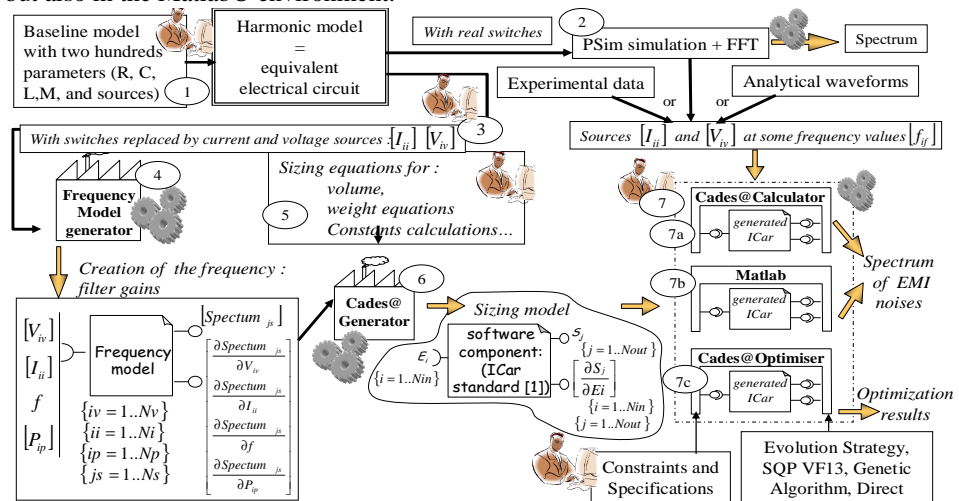 but also in the Matlab® environment.
Baseline model
with two hundreds
parameters (R, C,
L,M, and sources)
1
Harmonic model
=
equivalent
electrical circuit
With real switches
2
PSim simulation + FFT
Spectrum
Experimental data
or
or
Analytical waveforms
3
With switches replaced by current and voltage sources : [I_ii] [V_iv]
Sources [I_ii] and [V_iv] at some frequency values [f_if]
4
Frequency
Model
generator
Sizing equations for :
volume,
weight equations
Constants calculations…
5
Creation of the frequency :
filter gains
[V_iv]
[I_ii]
f
[P_ip]
Frequency
model
{iv = 1..Nv}
{ii = 1..Ni}
{ip = 1..Np}
{js = 1..Ns}
[Spectum_js]
∂Spectum_js
∂V_iv
∂Spectum_js
∂I_ii
∂Spectum_js
∂f
∂Spectum_js
∂P_ip
6
Cades@
Generator
Sizing model
E_i
{i = 1..Nin}
software
component:
(ICar
standard [1])
S_j
{j = 1..Nout}
[∂S_j
∂Ei]
{i = 1..Nin}
{j = 1..Nout}
7
Cades@Calculator
7a
generated
ICar
Matlab
7b
generated
ICar
Cades@Optimiser
7c
generated
ICar
Spectrum
of EMI
noises
Optimization
results
Constraints and
Specifications
Evolution Strategy,
SQP VF13, Genetic
Algorithm, Direct